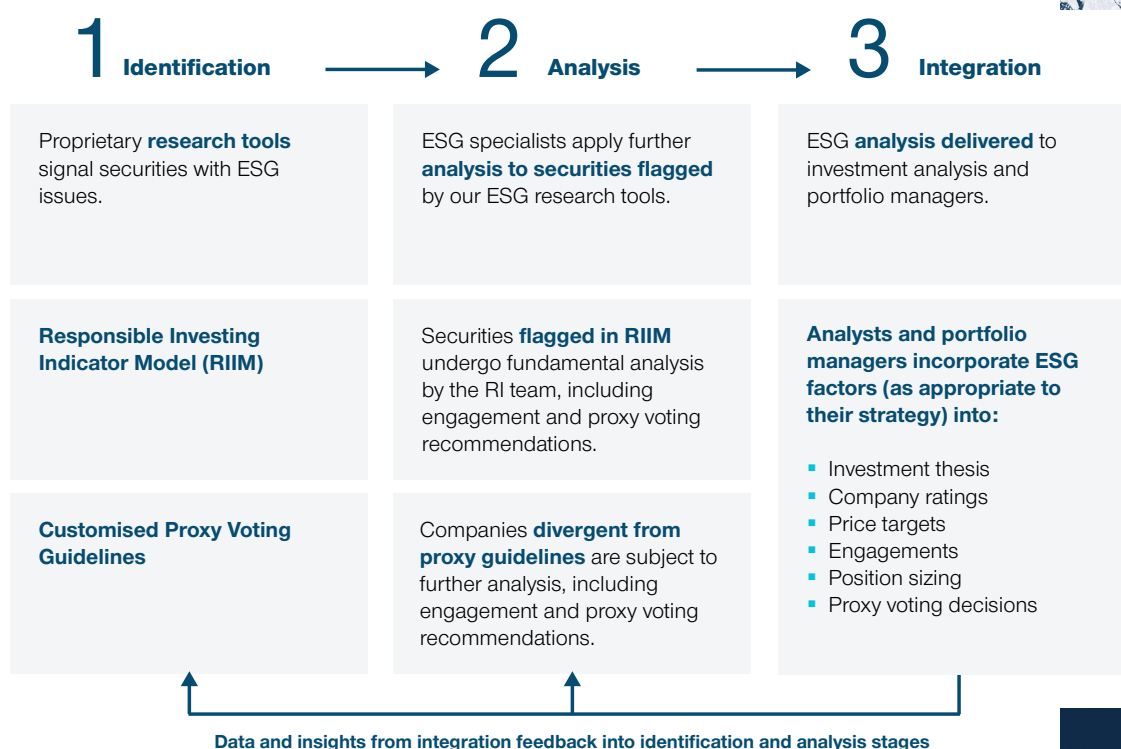 1 Identification
2 Analysis
3 Integration
Proprietary research tools
signal securities with ESG
issues.
ESG specialists apply further
analysis to securities flagged
by our ESG research tools.
ESG analysis delivered to
investment analysis and
portfolio managers.
Responsible Investing
Indicator Model (RIIM)
Securities flagged in RIIM
undergo fundamental analysis
by the RI team, including
engagement and proxy voting
recommendations.
Analysts and portfolio
managers incorporate ESG
factors (as appropriate to
their strategy) into:
▪ Investment thesis
▪ Company ratings
▪ Price targets
▪ Engagements
▪ Position sizing
▪ Proxy voting decisions
Customised Proxy Voting
Guidelines
Companies divergent from
proxy guidelines are subject to
further analysis, including
engagement and proxy voting
recommendations.
Data and insights from integration feedback into identification and analysis stages